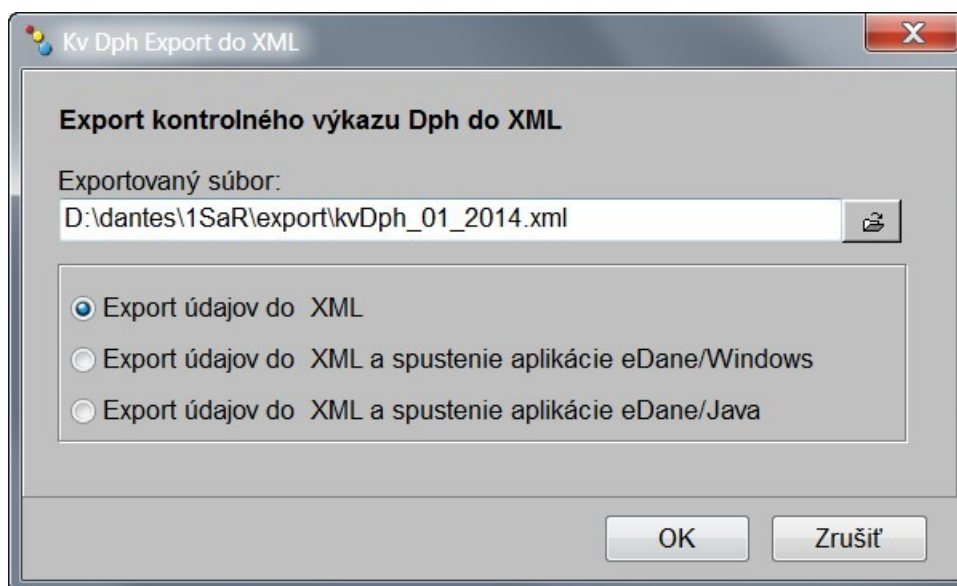 Kv Dph Export do XML
Export kontrolného výkazu Dph do XML
Exportovaný súbor:
D:\dantes\1SaR\export\kvDph_01_2014.xml
Export údajov do  XML
Export údajov do  XML a spustenie aplikácie eDane/Windows
Export údajov do  XML a spustenie aplikácie eDane/Java
OK Zrušiť